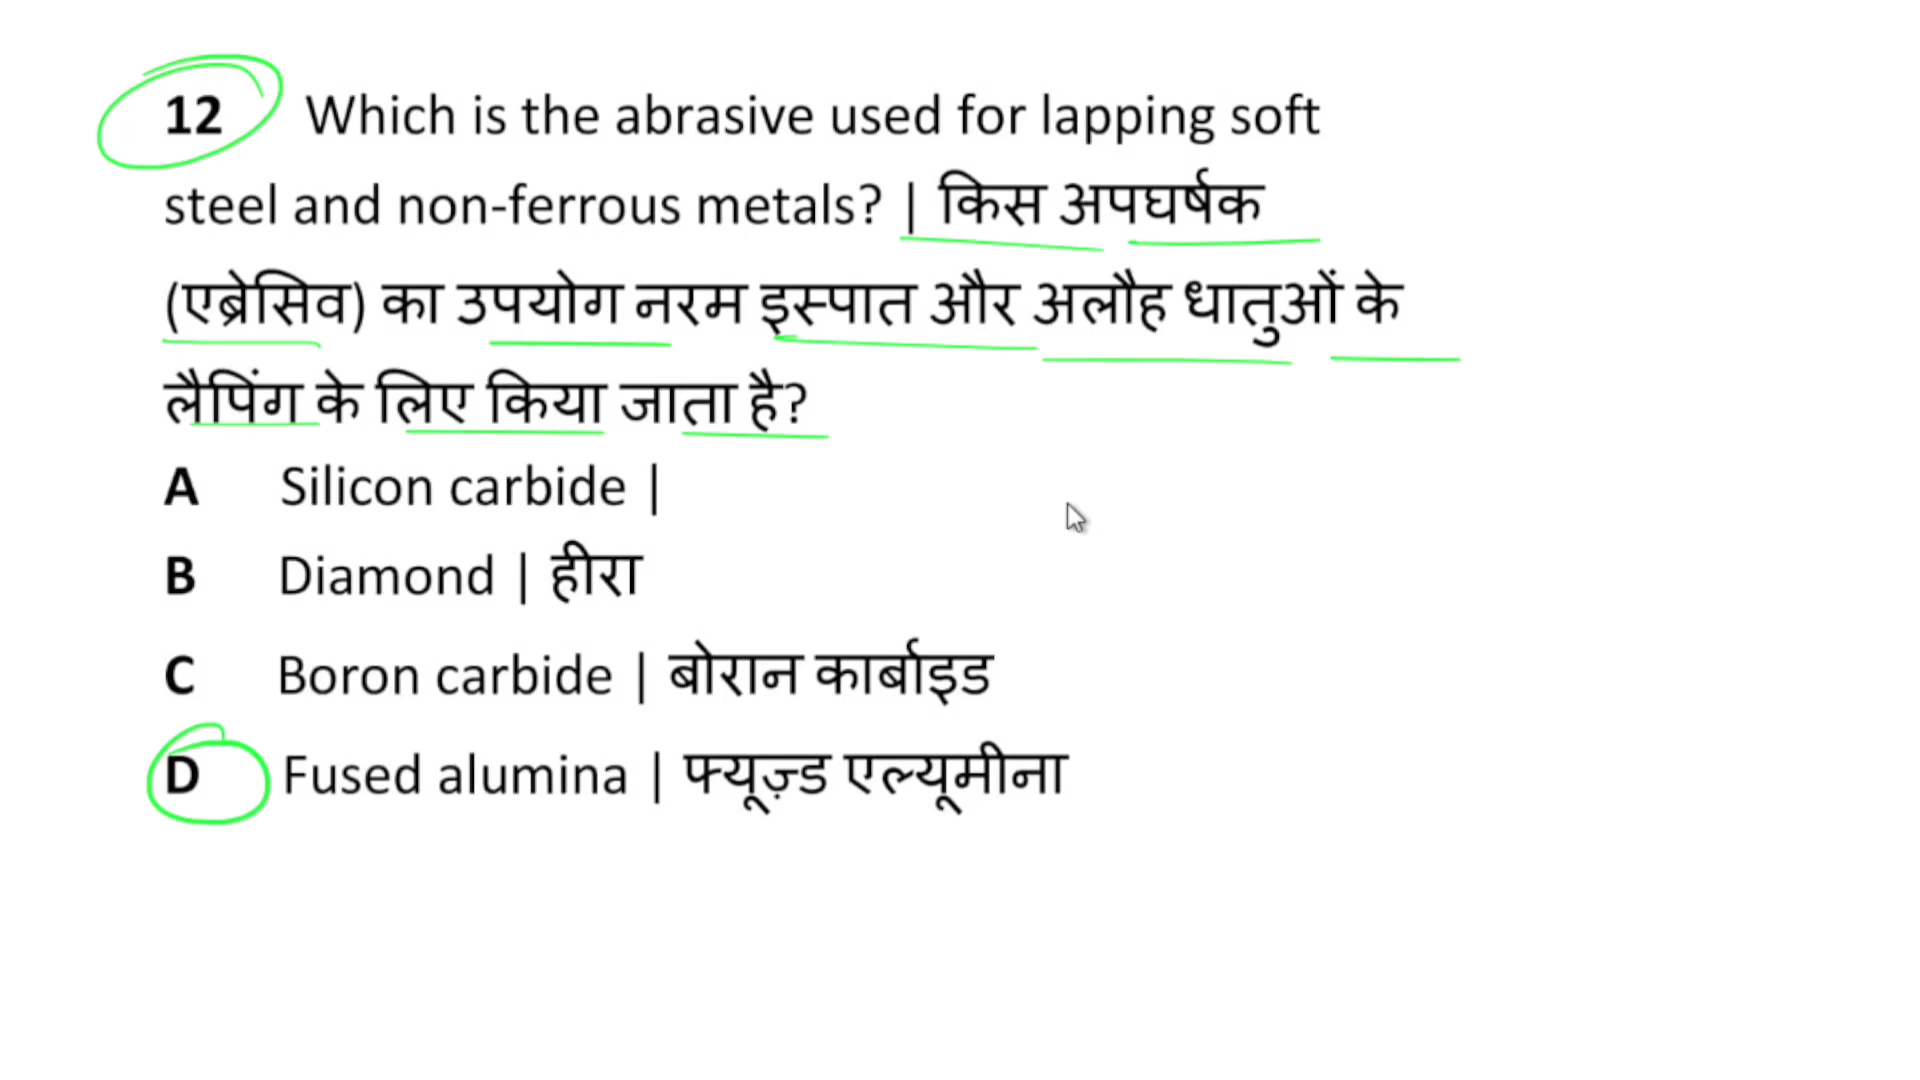 12 Which is the abrasive used for lapping soft
steel and non-ferrous metals? | किस अपघर्षक
(एब्रेसिव) का उपयोग नरम इस्पात और अलौह धातुओं के
लैपिंग के लिए किया जाता है?
A Silicon carbide |
B Diamond | हीरा
C Boron carbide | बोरान कार्बाइड
D Fused alumina | फ्यूज़्ड एल्यूमीना